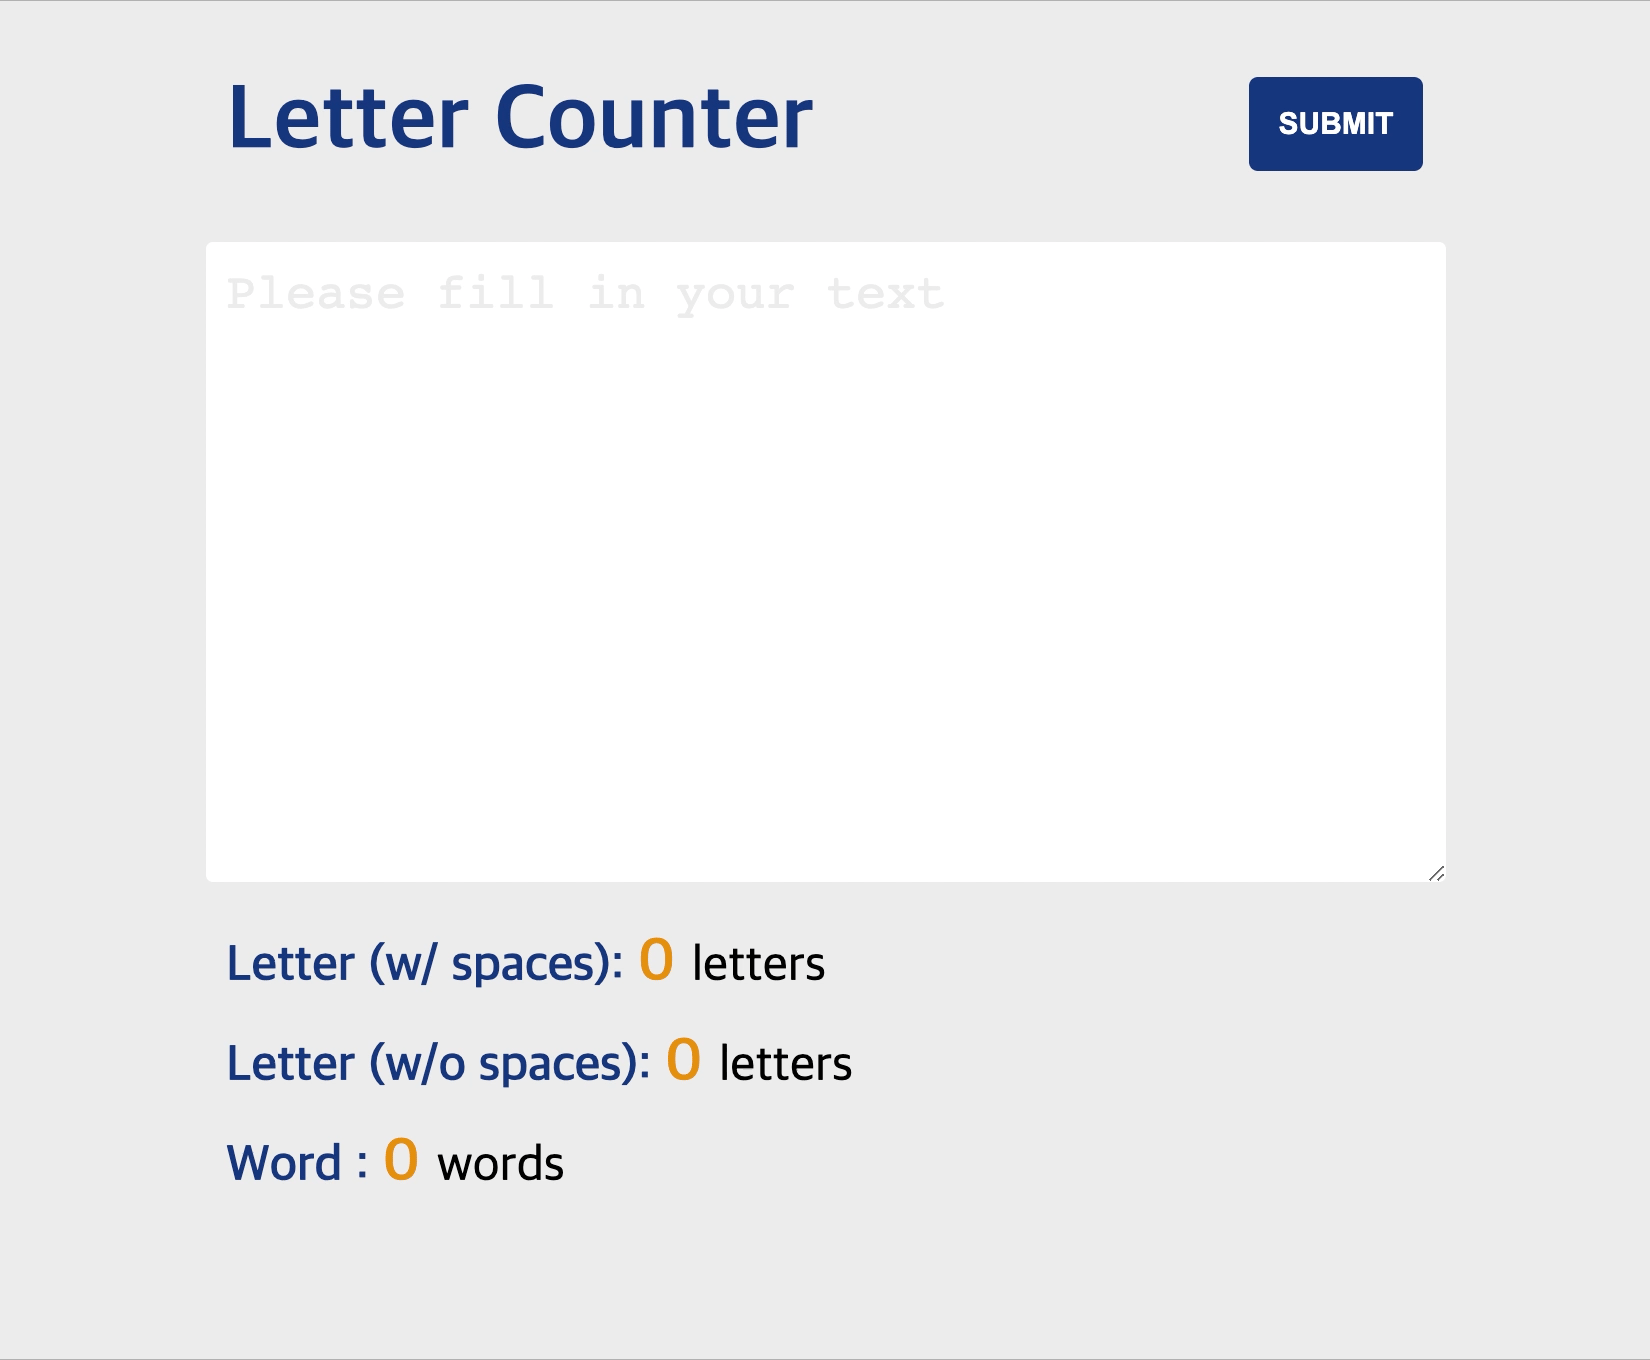 Letter Counter
SUBMIT
Please fill in your text
Letter (w/ spaces): 0 letters
Letter (w/o spaces): 0 letters
Word : 0 words